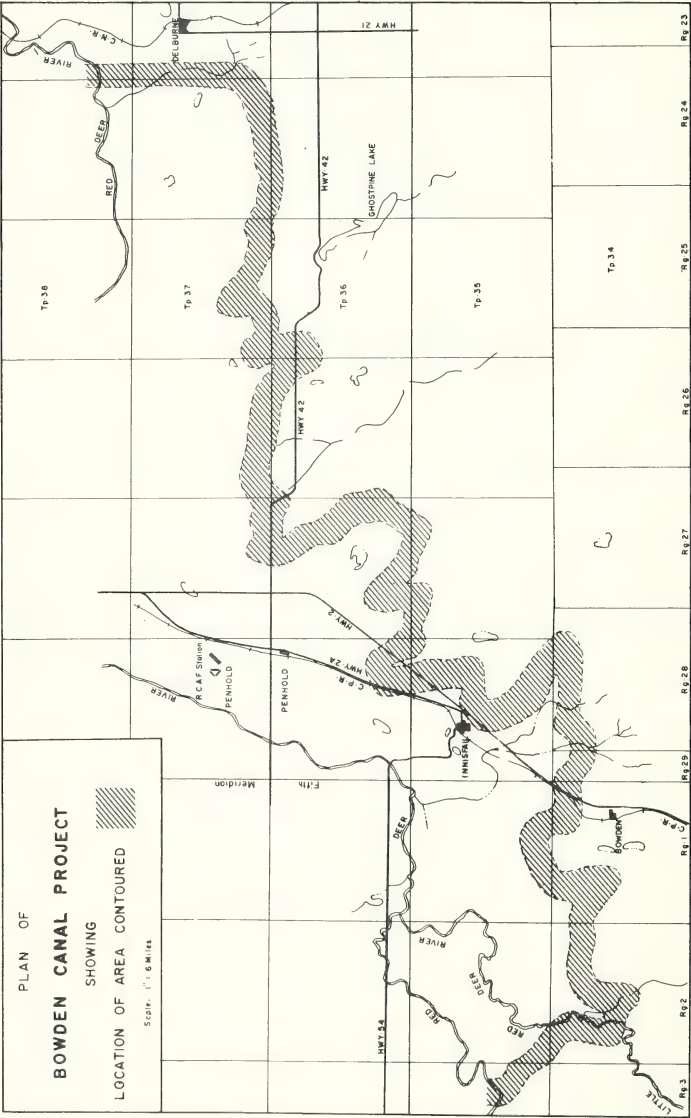 PLAN OF
BOWDEN CANAL PROJECT
SHOWING
LOCATION OF AREA CONTOURED
Scale: 1" = 6 Miles
Tp 38
Tp 37
Tp 36
Tp 35
Tp 34
RIVER
C.N.R.
DELBURNE
HWY 21
RED
DEER
HWY 42
GHOSTPINE LAKE
HWY 42
RIVER
R C A F Station
PENHOLD
PENHOLD
HWY 2
HWY-2A
C.P.R.
Fifth
Meridian
INNISFAIL
HWY 54
DEER
RIVER
RED
DEER
RED
LITTLE
BOWDEN
C.P.R.
Rg 3
Rg 2
Rg 1
Rg 29
Rg 28
Rg 27
Rg 26
Rg 25
Rg 24
Rg 23